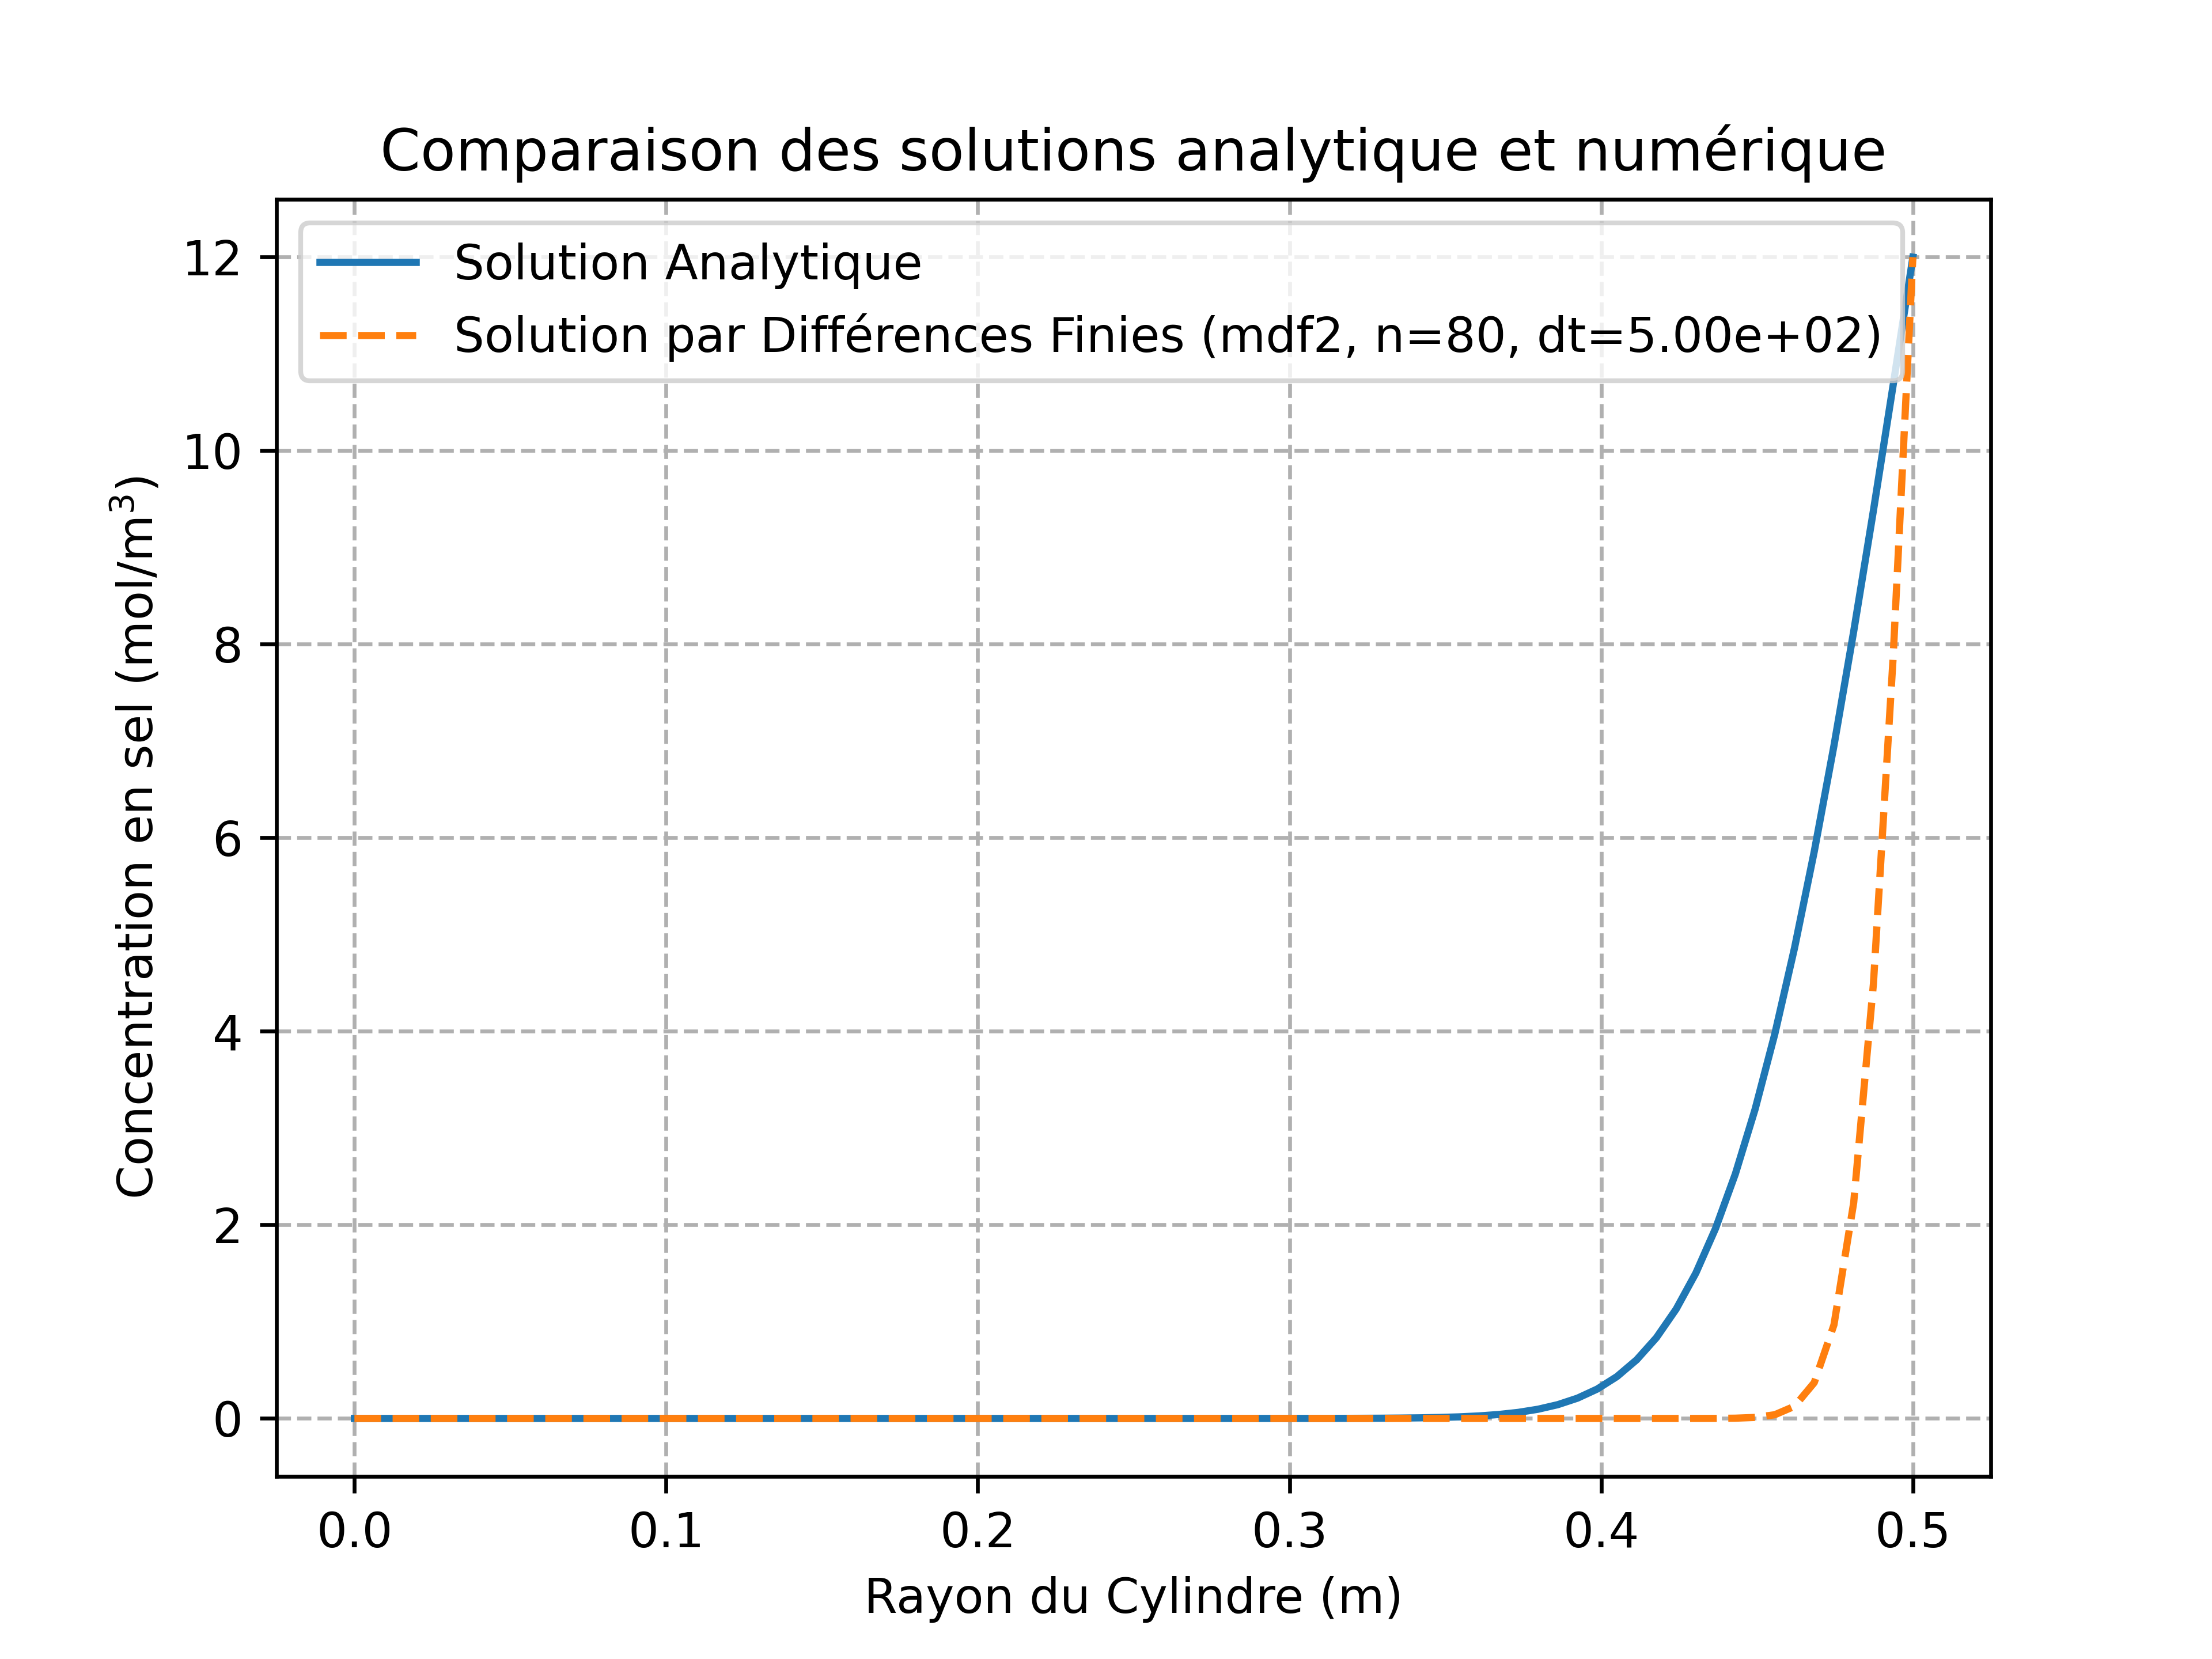 Comparaison des solutions analytique et numérique
Solution Analytique
Solution par Différences Finies (mdf2, n=80, dt=5.00e+02)
Concentration en sel (mol/m³)
12
10
8
6
4
2
0
0.0 0.1 0.2 0.3 0.4 0.5
Rayon du Cylindre (m)